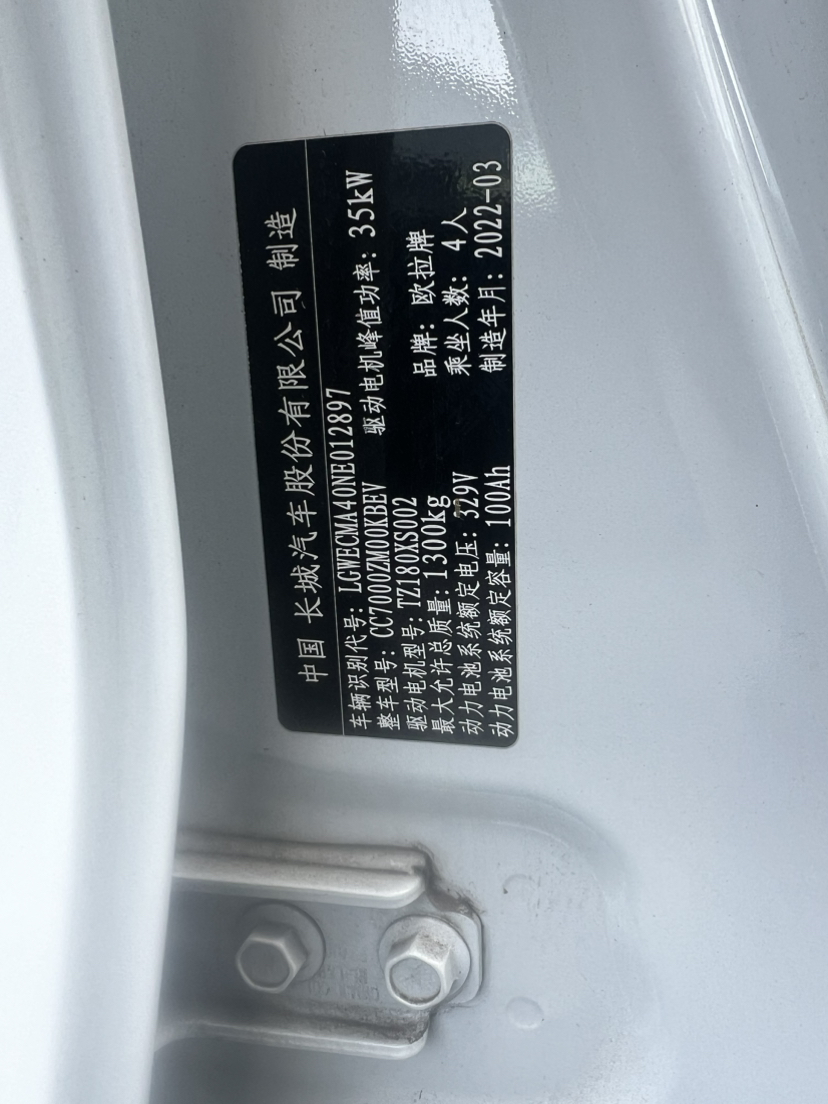 中国 长城汽车股份有限公司 制造
车辆识别代号: LGWECMA40NE012897
整车型号: CC7000ZM00KBEV 驱动电机峰值功率: 35kW
驱动电机型号: TZ180XS002
最大允许总质量: 1300kg 品牌: 欧拉牌
动力电池系统额定电压: 329V 乘坐人数: 4人
动力电池系统额定容量: 100Ah 制造年月: 2022-03